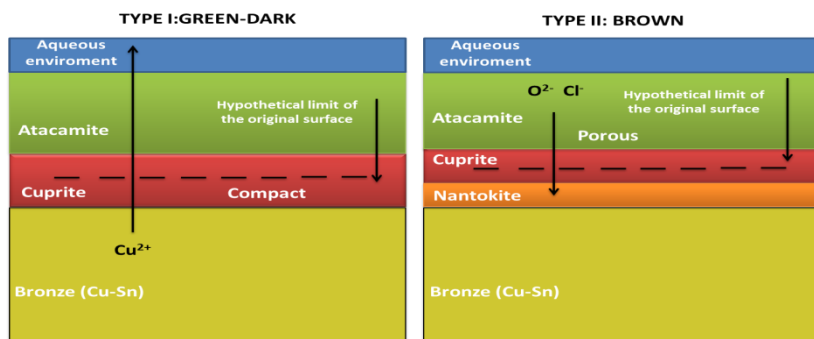 TYPE I:GREEN-DARK
Aqueous
enviroment
Hypothetical limit of
the original surface
Atacamite
Cuprite
Compact
Cu²⁺
Bronze (Cu-Sn)
TYPE II: BROWN
Aqueous
enviroment
O²⁻ Cl⁻
Hypothetical limit of
the original surface
Atacamite
Porous
Cuprite
Nantokite
Bronze (Cu-Sn)